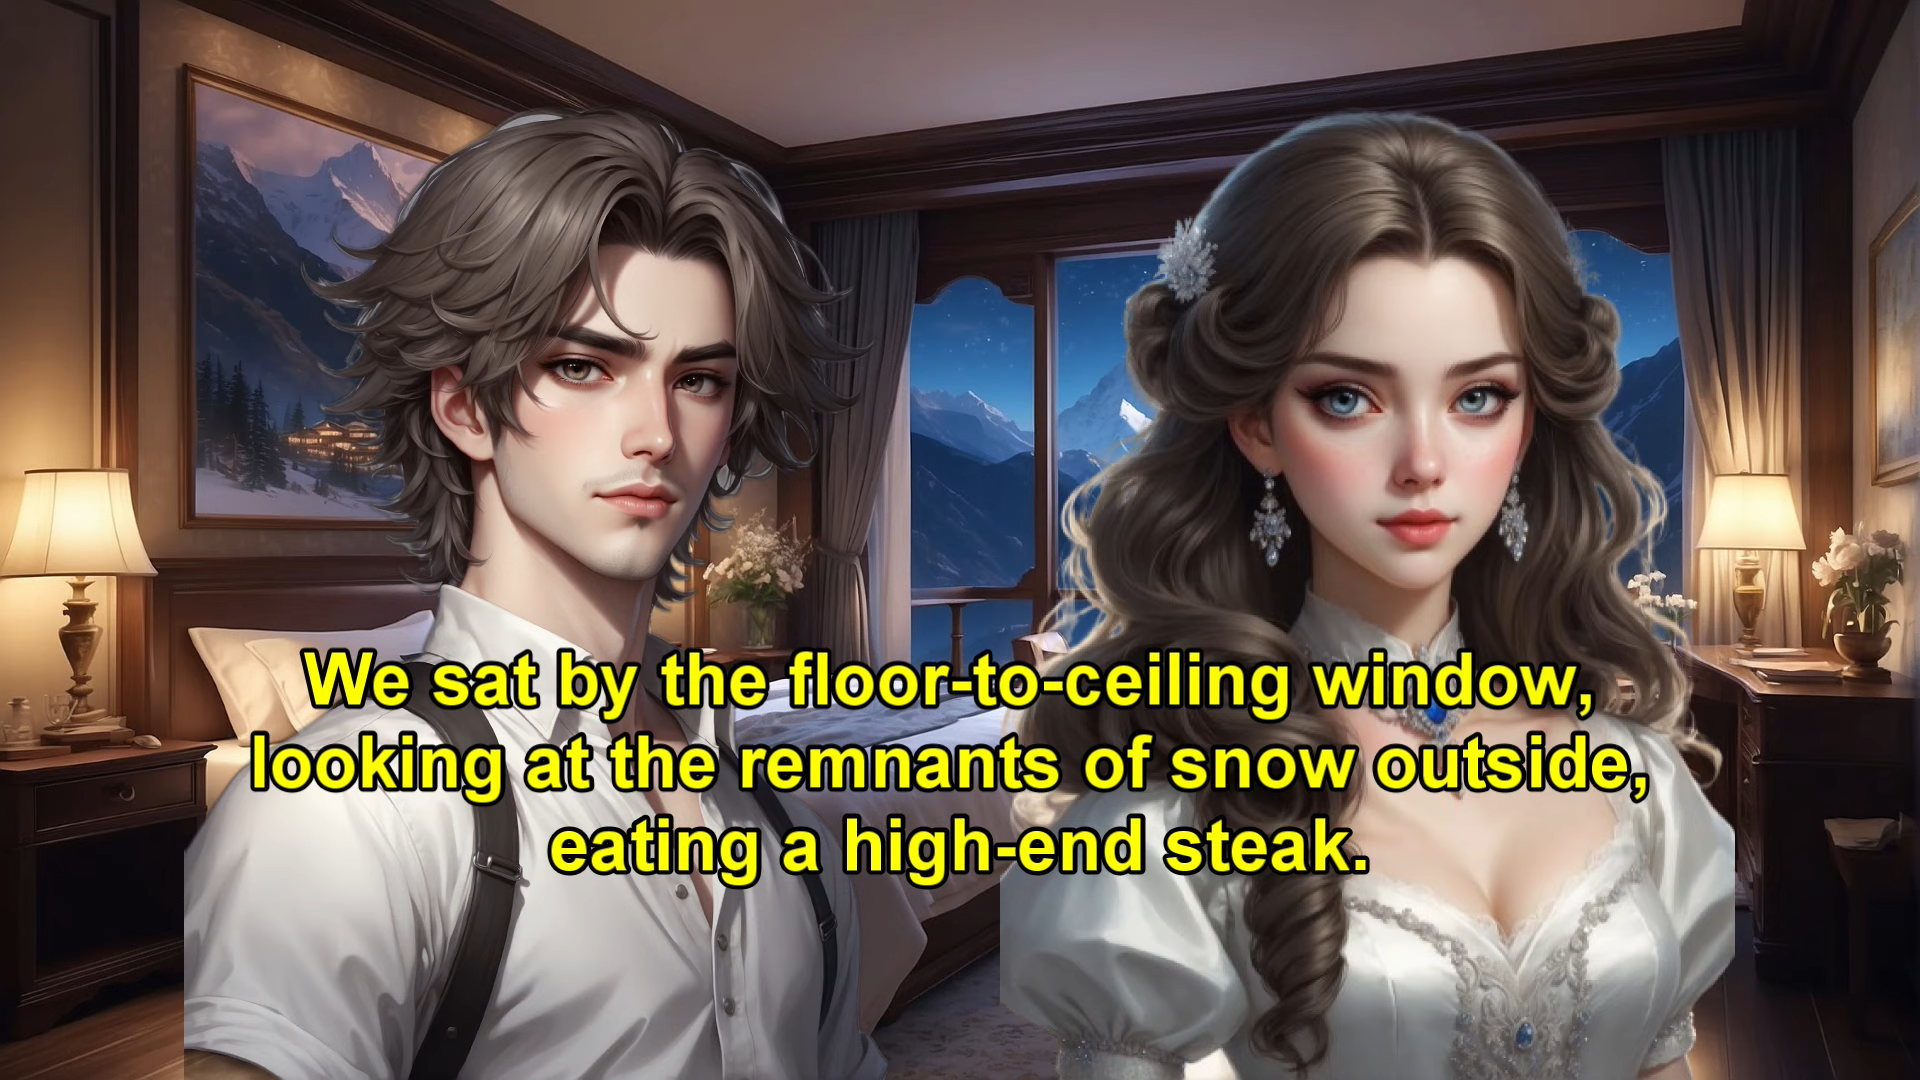 We sat by the floor-to-ceiling window,
looking at the remnants of snow outside,
eating a high-end steak.